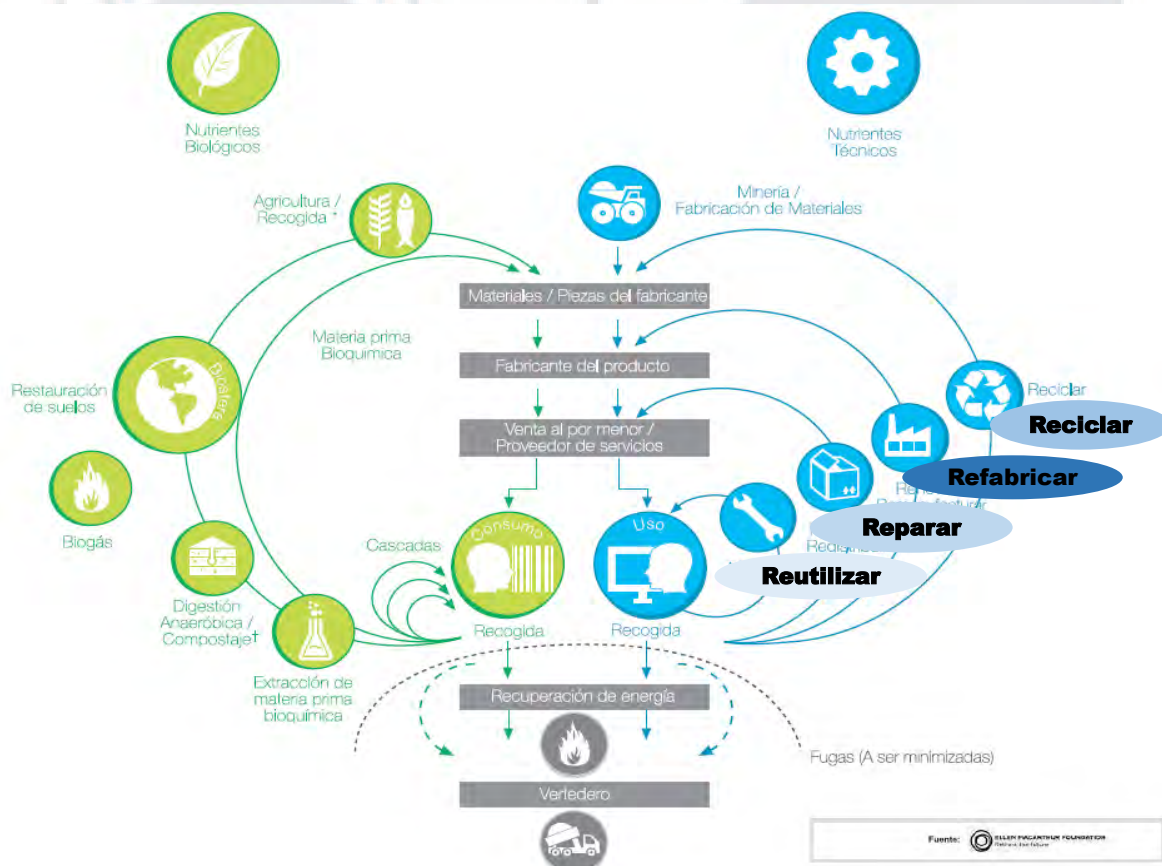 Nutrientes
Biológicos
Nutrientes
Técnicos
Agricultura /
Recogida *
Minería /
Fabricación de Materiales
Materiales / Piezas del fabricante
Materia prima
Bioquímica
Fabricante del producto
Restauración
de suelos
Biosfera
Venta al por menor /
Proveedor de servicios
Reciclar
Reciclar
Refabricar
Reparar
Reutilizar
Biogás
Cascadas
Consumo
Uso
Digestión
Anaeróbica /
Compostaje†
Recogida
Recogida
Extracción de
materia prima
bioquímica
Recuperación de energía
Fugas (A ser minimizadas)
Vertedero
Fuente:
ELLEN MACARTHUR FOUNDATION